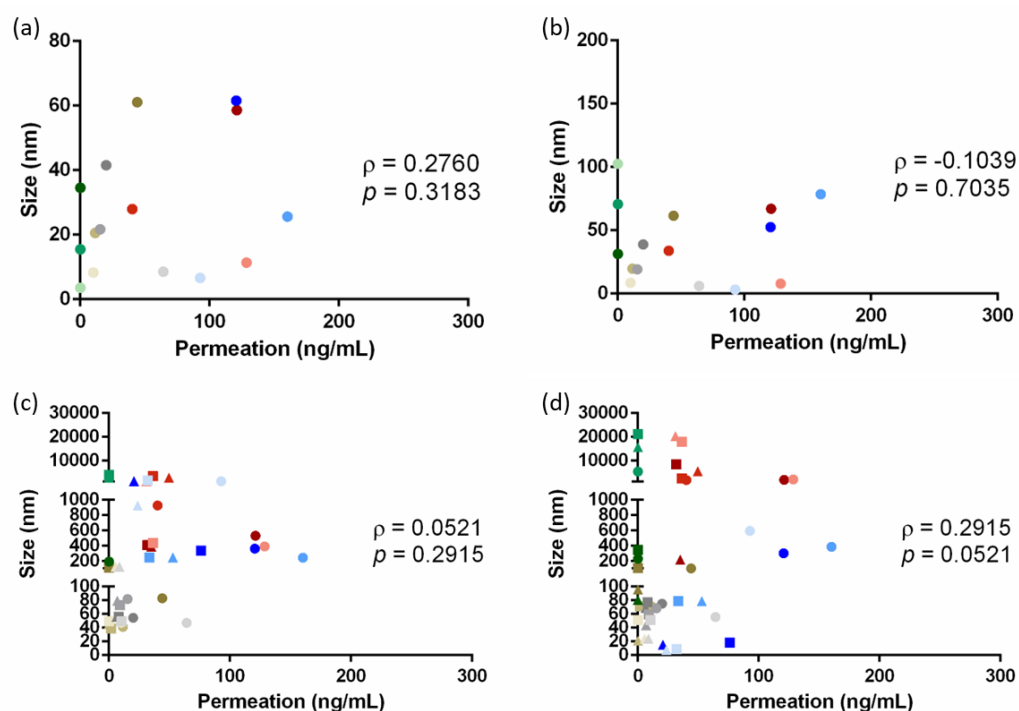 (a)
80
60
40
20
0
Size (nm)
ρ = 0.2760
p = 0.3183
0 100 200 300
Permeation (ng/mL)
(b)
200
150
100
50
0
Size (nm)
ρ = -0.1039
p = 0.7035
0 100 200 300
Permeation (ng/mL)
(c)
30000
20000
10000
1000
800
600
400
200
100
80
60
40
20
0
Size (nm)
ρ = 0.0521
p = 0.2915
0 100 200 300
Permeation (ng/mL)
(d)
30000
20000
10000
1000
800
600
400
200
100
80
60
40
20
0
Size (nm)
ρ = 0.2915
p = 0.0521
0 100 200 300
Permeation (ng/mL)